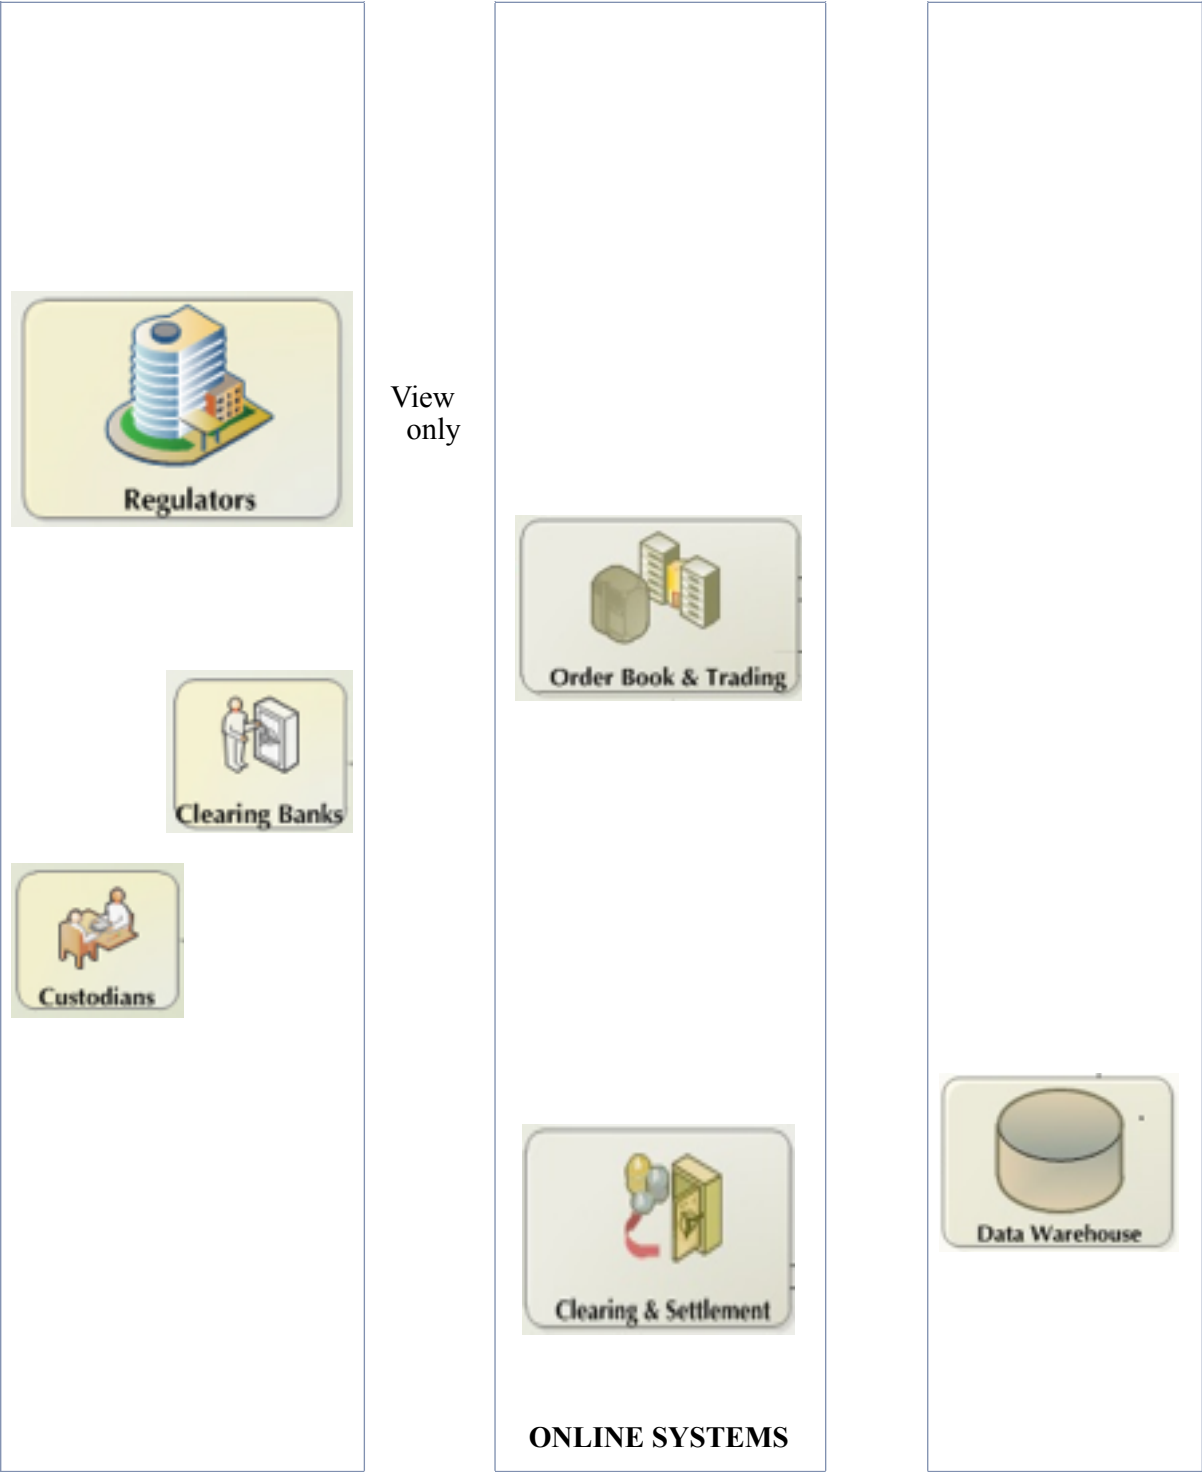 View
only
Regulators
Order Book & Trading
Clearing Banks
Custodians
Data Warehouse
Clearing & Settlement
ONLINE SYSTEMS